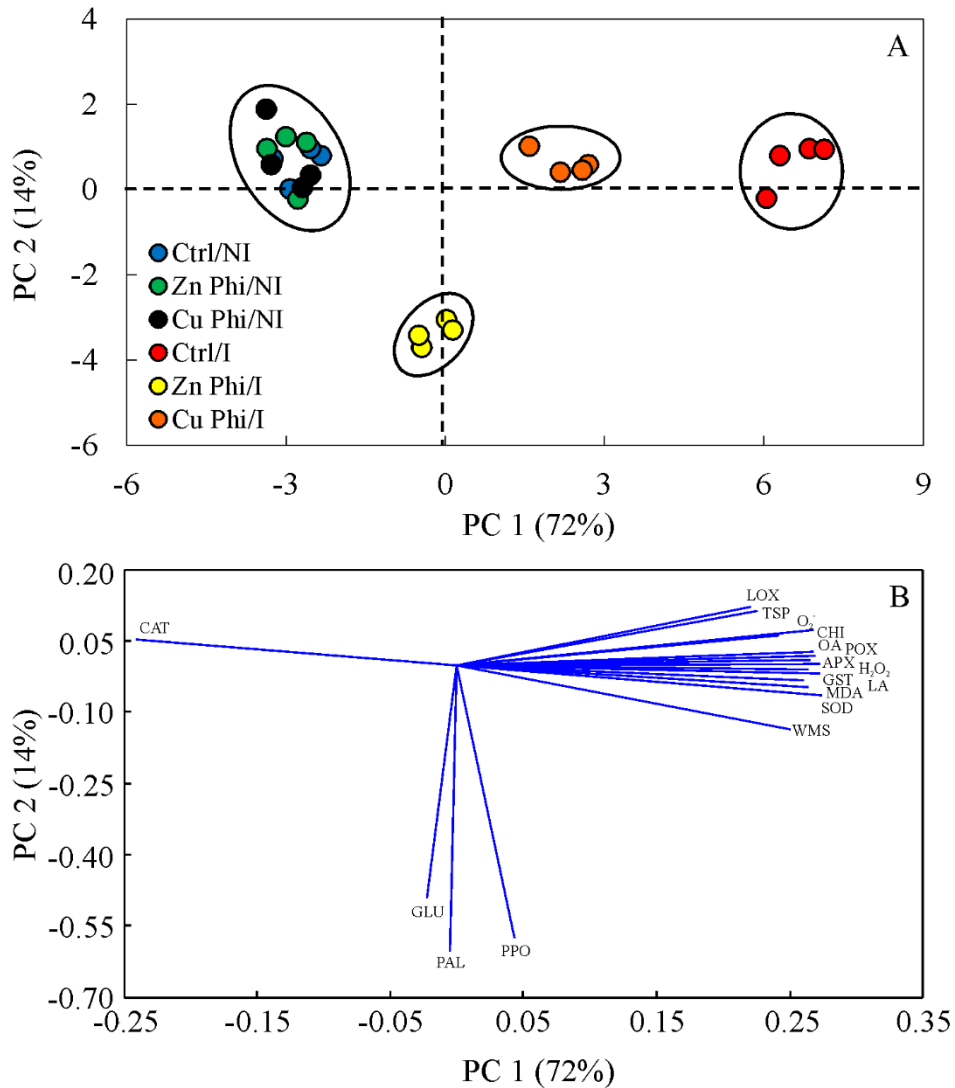 4
A
2
0
-2
-4
-6
PC 2 (14%)
Ctrl/NI
Zn Phi/NI
Cu Phi/NI
Ctrl/I
Zn Phi/I
Cu Phi/I
-6 -3 0 3 6 9
PC 1 (72%)
0.20
B
0.05
-0.10
-0.25
-0.40
-0.55
-0.70
PC 2 (14%)
CAT
LOX
TSP
O₂⁻
CHI
OA POX
APX H₂O₂
GST LA
MDA
SOD
WMS
GLU
PAL
PPO
-0.25 -0.15 -0.05 0.05 0.15 0.25 0.35
PC 1 (72%)